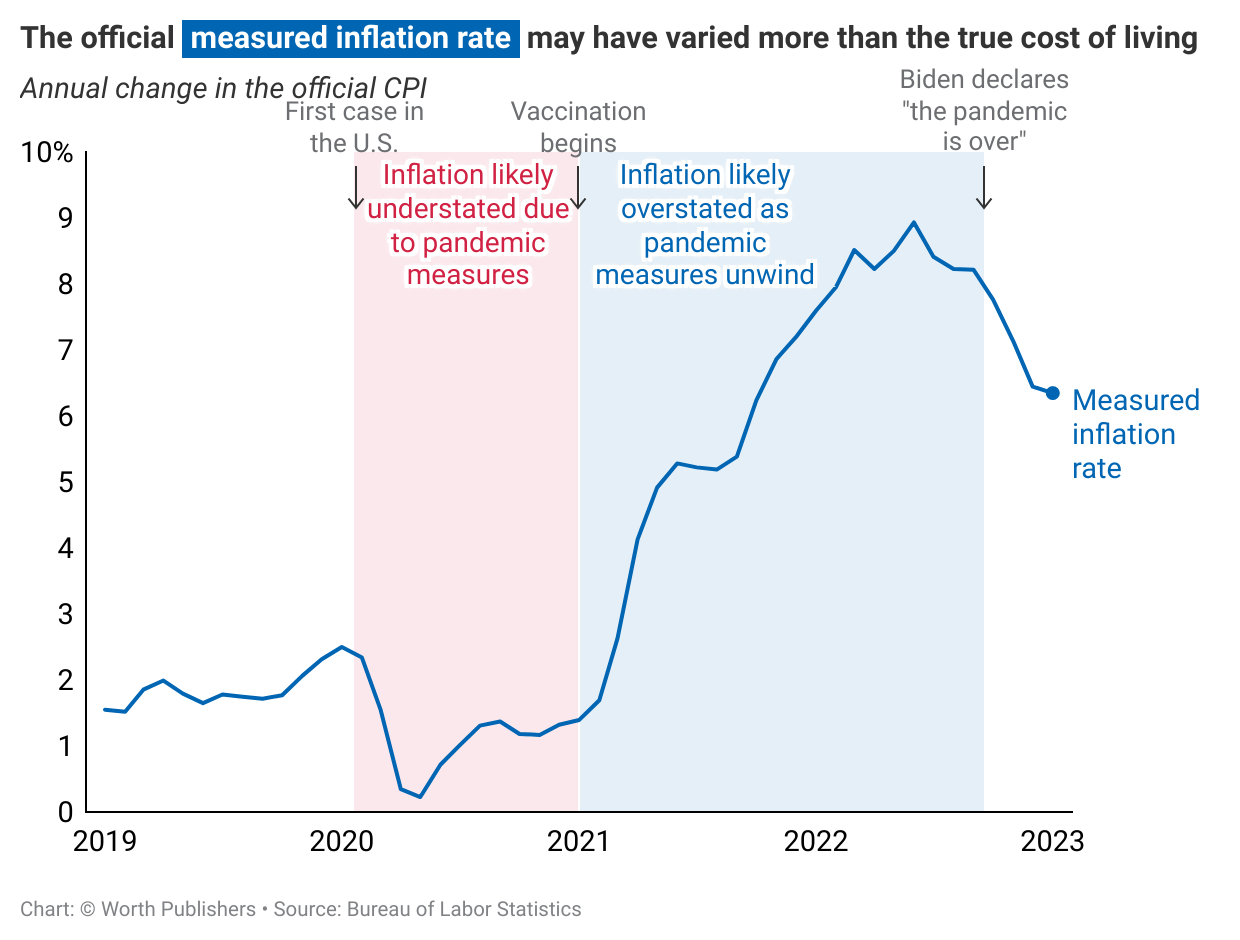 The official measured inflation rate may have varied more than the true cost of living
Annual change in the official CPI
First case in
the U.S.
Vaccination
begins
Biden declares
"the pandemic
is over"
Inflation likely
understated due
to pandemic
measures
Inflation likely
overstated as
pandemic
measures unwind
10%
9
8
7
6
5
4
3
2
1
0
Measured
inflation
rate
2019
2020
2021
2022
2023
Chart: © Worth Publishers • Source: Bureau of Labor Statistics